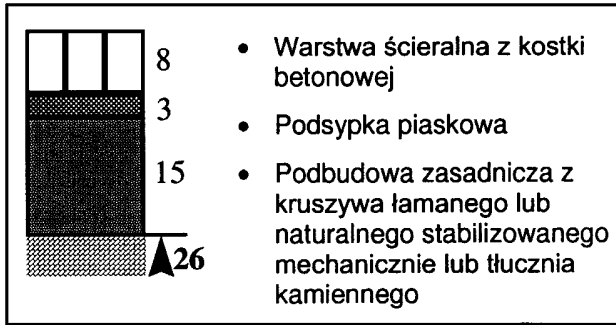 8
3
15
26
• Warstwa ścieralna z kostki
betonowej
• Podsypka piaskowa
• Podbudowa zasadnicza z
kruszywa łamanego lub
naturalnego stabilizowanego
mechanicznie lub tłucznia
kamiennego